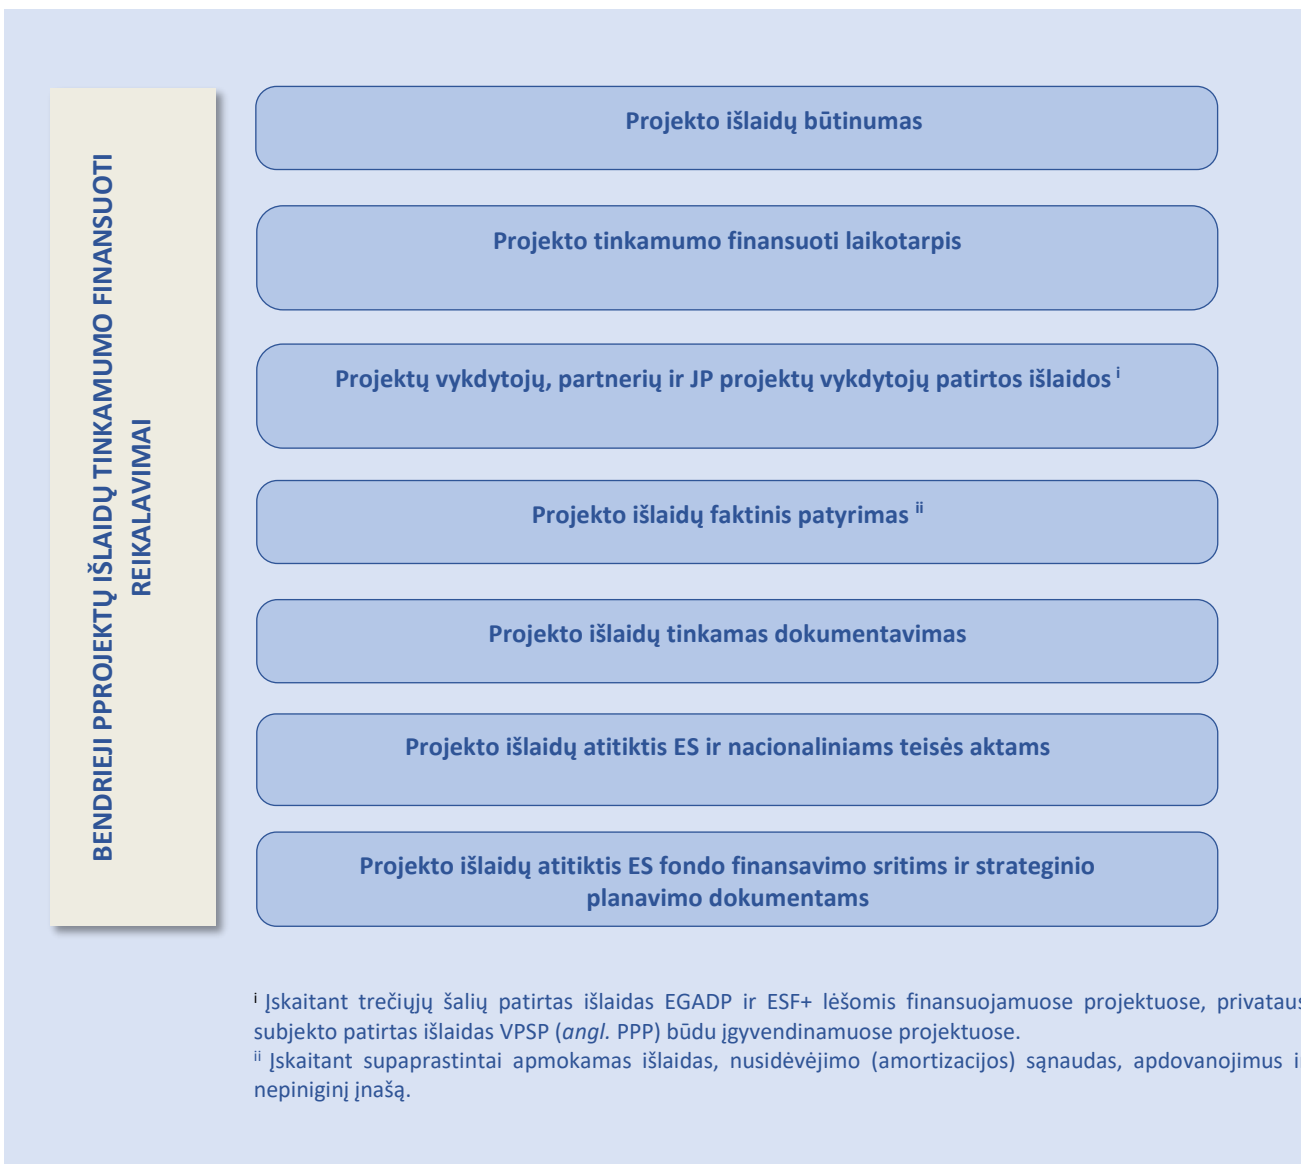 BENDRIEJI PPROJEKTŲ IŠLAIDŲ TINKAMUMO FINANSUOTI
REIKALAVIMAI
Projekto išlaidų būtinumas
Projekto tinkamumo finansuoti laikotarpis
Projektų vykdytojų, partnerių ir JP projektų vykdytojų patirtos išlaidos i
Projekto išlaidų faktinis patyrimas ii
Projekto išlaidų tinkamas dokumentavimas
Projekto išlaidų atitiktis ES ir nacionaliniams teisės aktams
Projekto išlaidų atitiktis ES fondo finansavimo sritims ir strateginio
planavimo dokumentams
i Įskaitant trečiųjų šalių patirtas išlaidas EGADP ir ESF+ lėšomis finansuojamuose projektuose, privataus
subjekto patirtas išlaidas VPSP (angl. PPP) būdu įgyvendinamuose projektuose.
ii Įskaitant supaprastintai apmokamas išlaidas, nusidėvėjimo (amortizacijos) sąnaudas, apdovanojimus
nepiniginį įnašą.